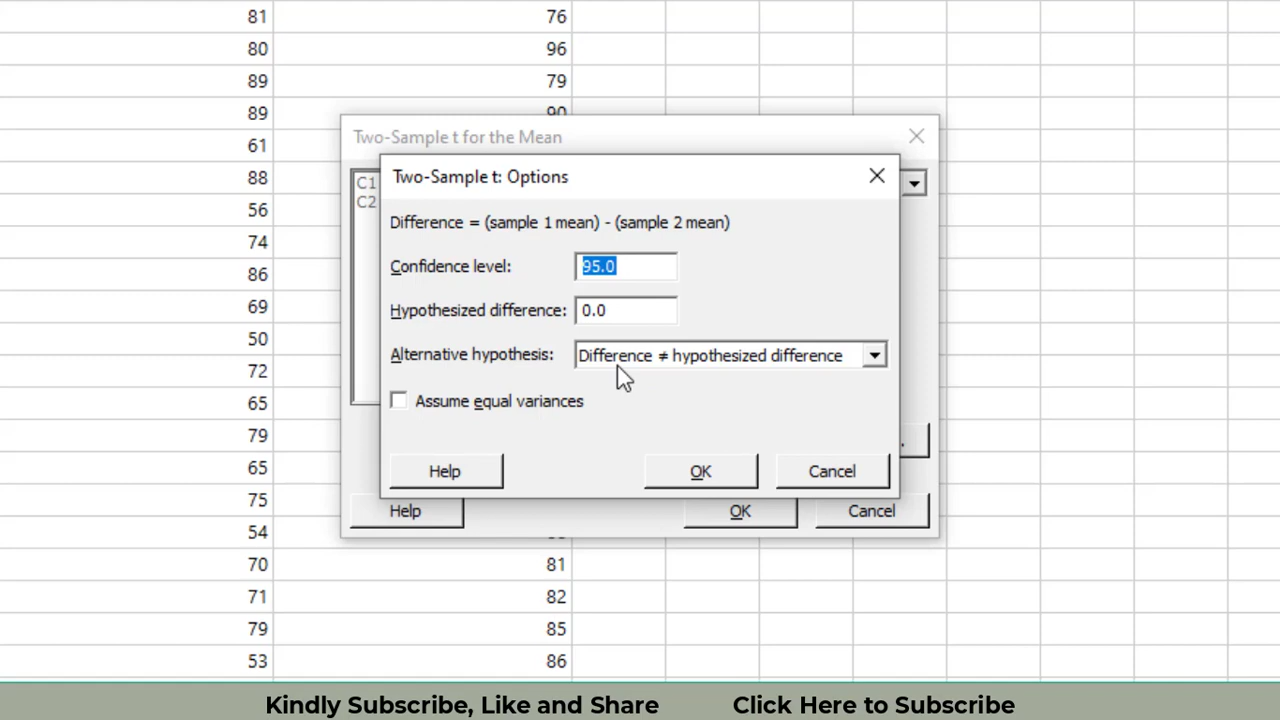 81 76
80 96
89 79
89 90
61
Two-Sample t for the Mean
88
C1
C2
56
74
86
69
50
72
65
79
65
75
54
70 81
71 82
79 85
53 86
Two-Sample t: Options
Difference = (sample 1 mean) - (sample 2 mean)
Confidence level: 95.0
Hypothesized difference: 0.0
Alternative hypothesis: Difference ≠ hypothesized difference
Assume equal variances
Help OK Cancel
Help OK Cancel
Kindly Subscribe, Like and Share Click Here to Subscribe